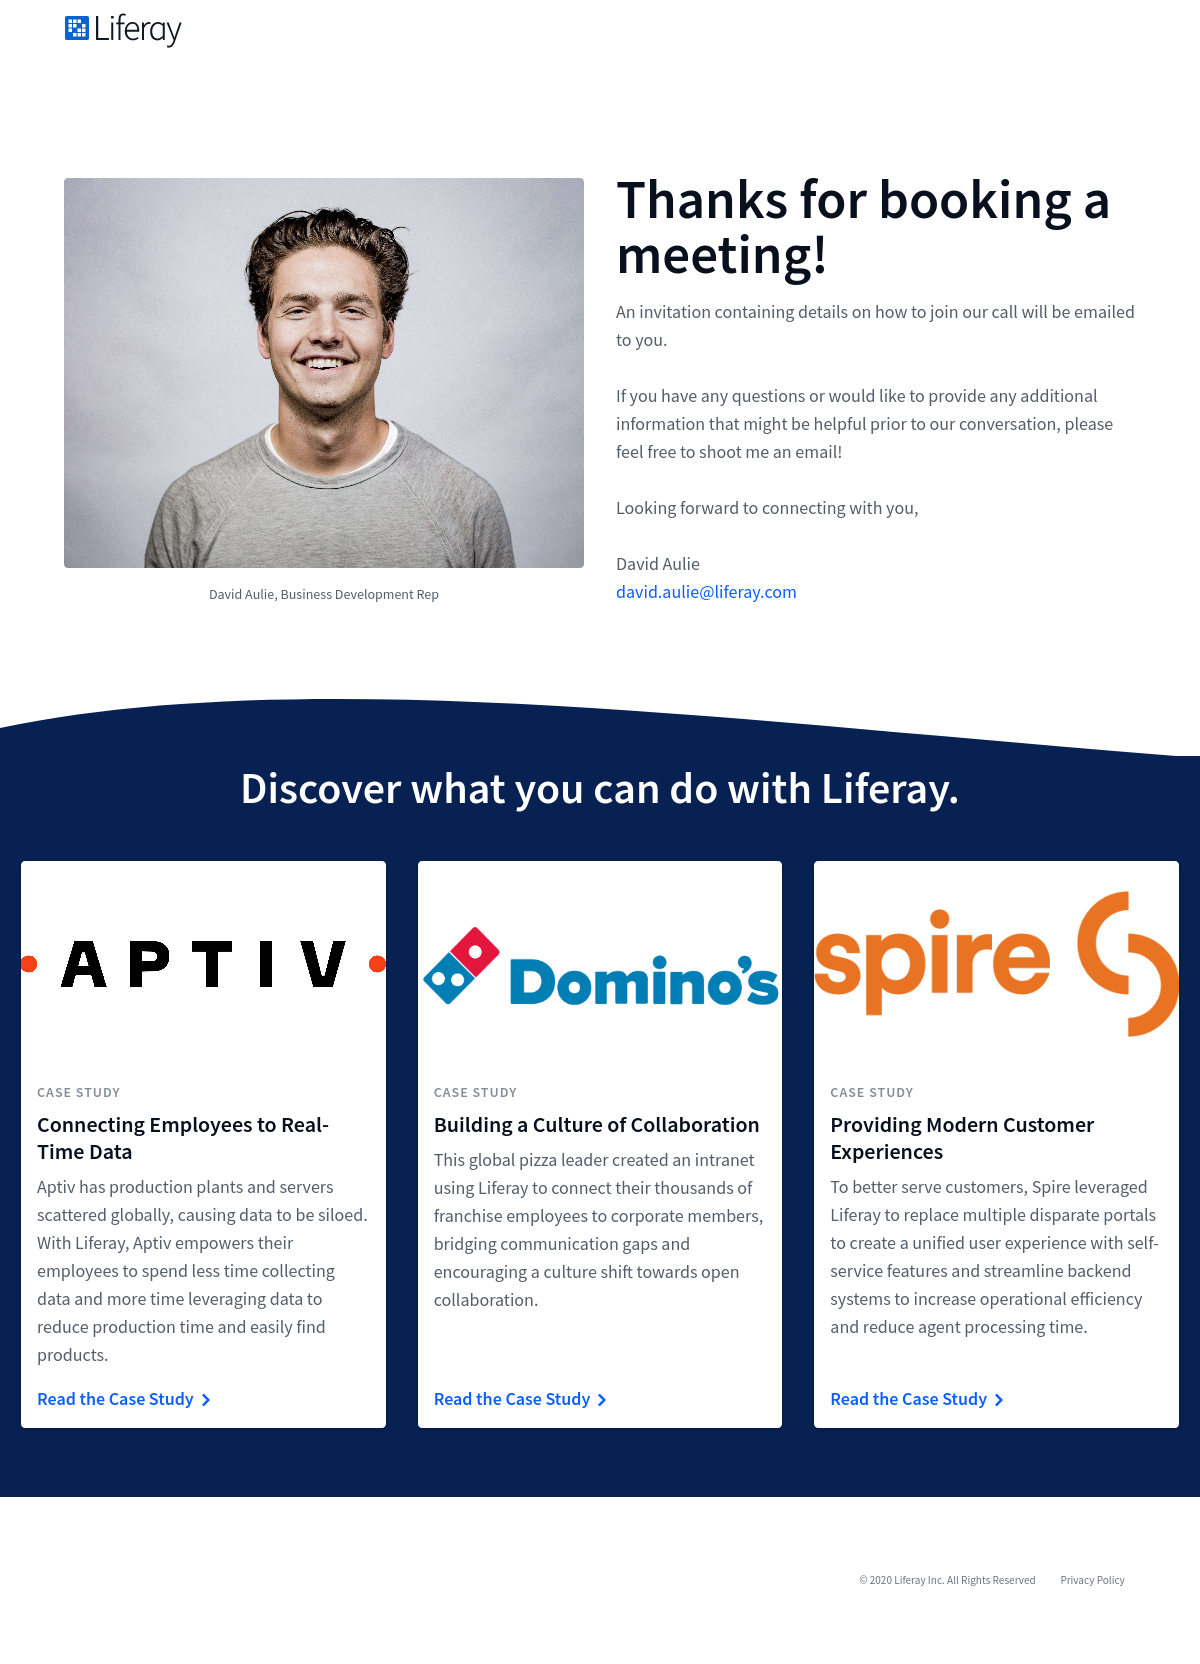 Liferay
Thanks for booking a
meeting!
An invitation containing details on how to join our call will be emailed
to you.
If you have any questions or would like to provide any additional
information that might be helpful prior to our conversation, please
feel free to shoot me an email!
Looking forward to connecting with you,
David Aulie
david.aulie@liferay.com
David Aulie, Business Development Rep
Discover what you can do with Liferay.
APTIV
CASE STUDY
Connecting Employees to Real-
Time Data
Aptiv has production plants and servers
scattered globally, causing data to be siloed.
With Liferay, Aptiv empowers their
employees to spend less time collecting
data and more time leveraging data to
reduce production time and easily find
products.
Read the Case Study
Domino's
CASE STUDY
Building a Culture of Collaboration
This global pizza leader created an intranet
using Liferay to connect their thousands of
franchise employees to corporate members,
bridging communication gaps and
encouraging a culture shift towards open
collaboration.
Read the Case Study
spire
CASE STUDY
Providing Modern Customer
Experiences
To better serve customers, Spire leveraged
Liferay to replace multiple disparate portals
to create a unified user experience with self-
service features and streamline backend
systems to increase operational efficiency
and reduce agent processing time.
Read the Case Study
© 2020 Liferay Inc. All Rights Reserved
Privacy Policy